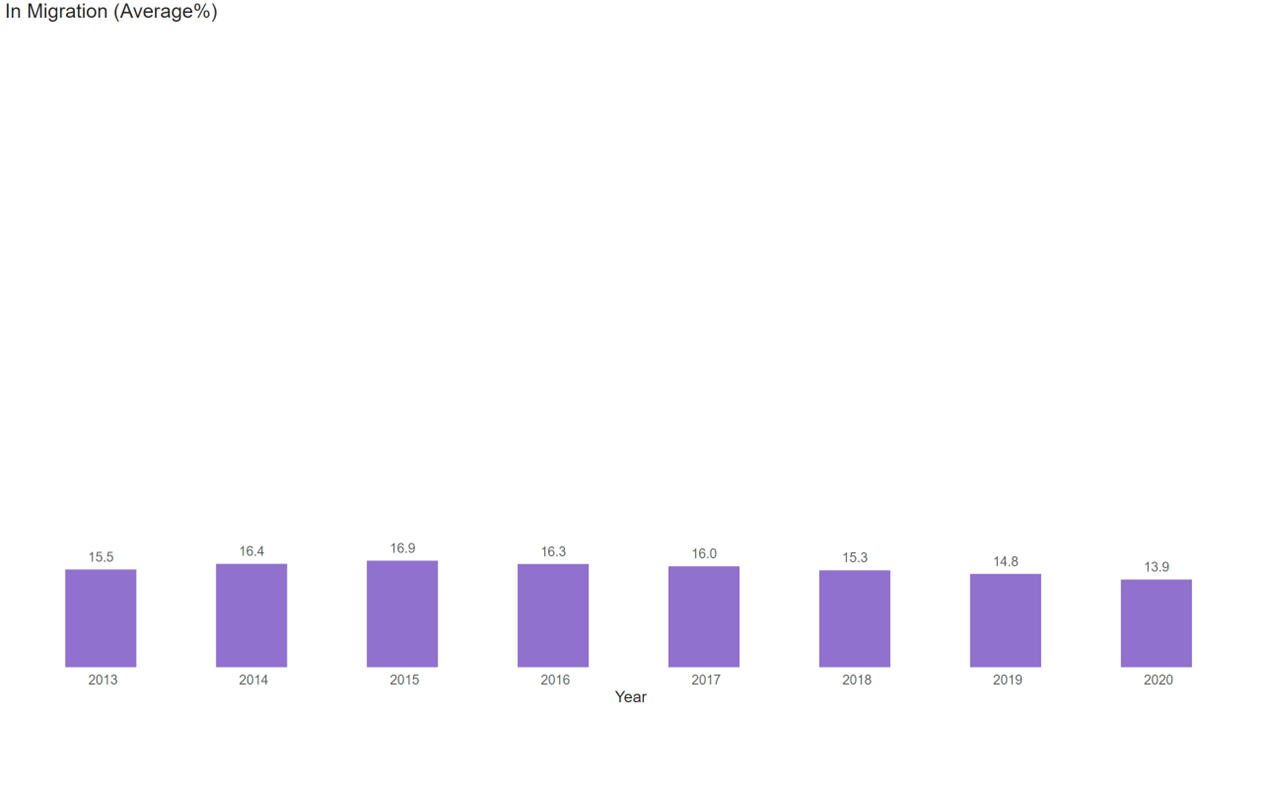 In Migration (Average%)
15.5 16.4 16.9 16.3 16.0 15.3 14.8 13.9
2013 2014 2015 2016 2017 2018 2019 2020
Year